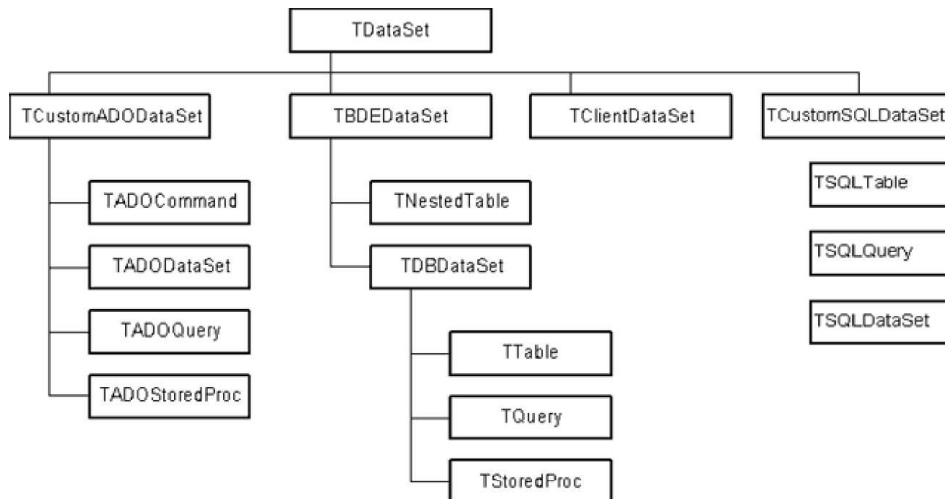 TDataSet
TCustomADODataSet
TBDEDataSet
TClientDataSet
TCustomSQLDataSet
TADOCommand
TNestedTable
TSQLTable
TADODataSet
TDBDataSet
TSQLQuery
TADOQuery
TSQLDataSet
TTable
TADOStoredProc
TQuery
TStoredProc